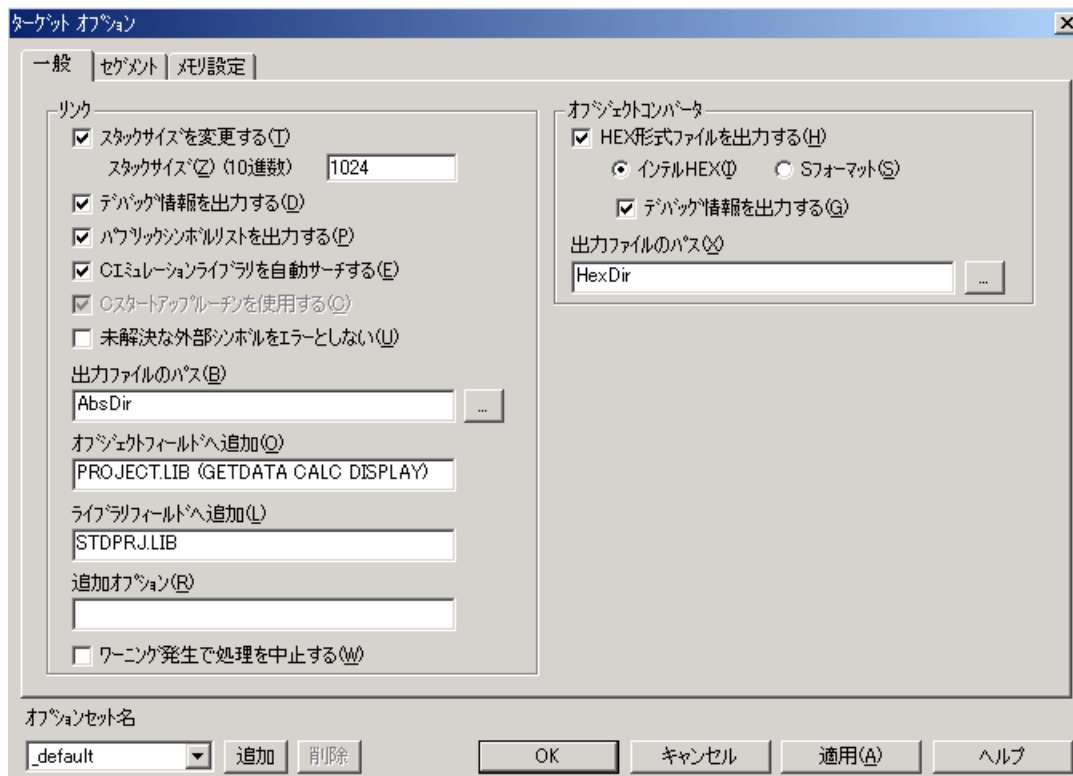 ターゲット オプション
一般
セグメント
メモリ設定
リンク
スタックサイズを変更する(T)
スタックサイズ(Z) (10進数)
1024
デバッグ情報を出力する(D)
パブリックシンボルリストを出力する(P)
Cエミュレーションライブラリを自動サーチする(E)
Cスタートアップルーチンを使用する(C)
未解決な外部シンボルをエラーとしない(U)
出力ファイルのパス(B)
AbsDir
...
オブジェクトフィールドへ追加(O)
PROJECT.LIB (GETDATA CALC DISPLAY)
ライブラリフィールドへ追加(L)
STDPRJ.LIB
追加オプション(R)
ワーニング発生で処理を中止する(W)
オブジェクトコンバータ
HEX形式ファイルを出力する(H)
インテルHEX(I)
Sフォーマット(S)
デバッグ情報を出力する(G)
出力ファイルのパス(X)
HexDir
...
オプションセット名
_default
追加
削除
OK
キャンセル
適用(A)
ヘルプ